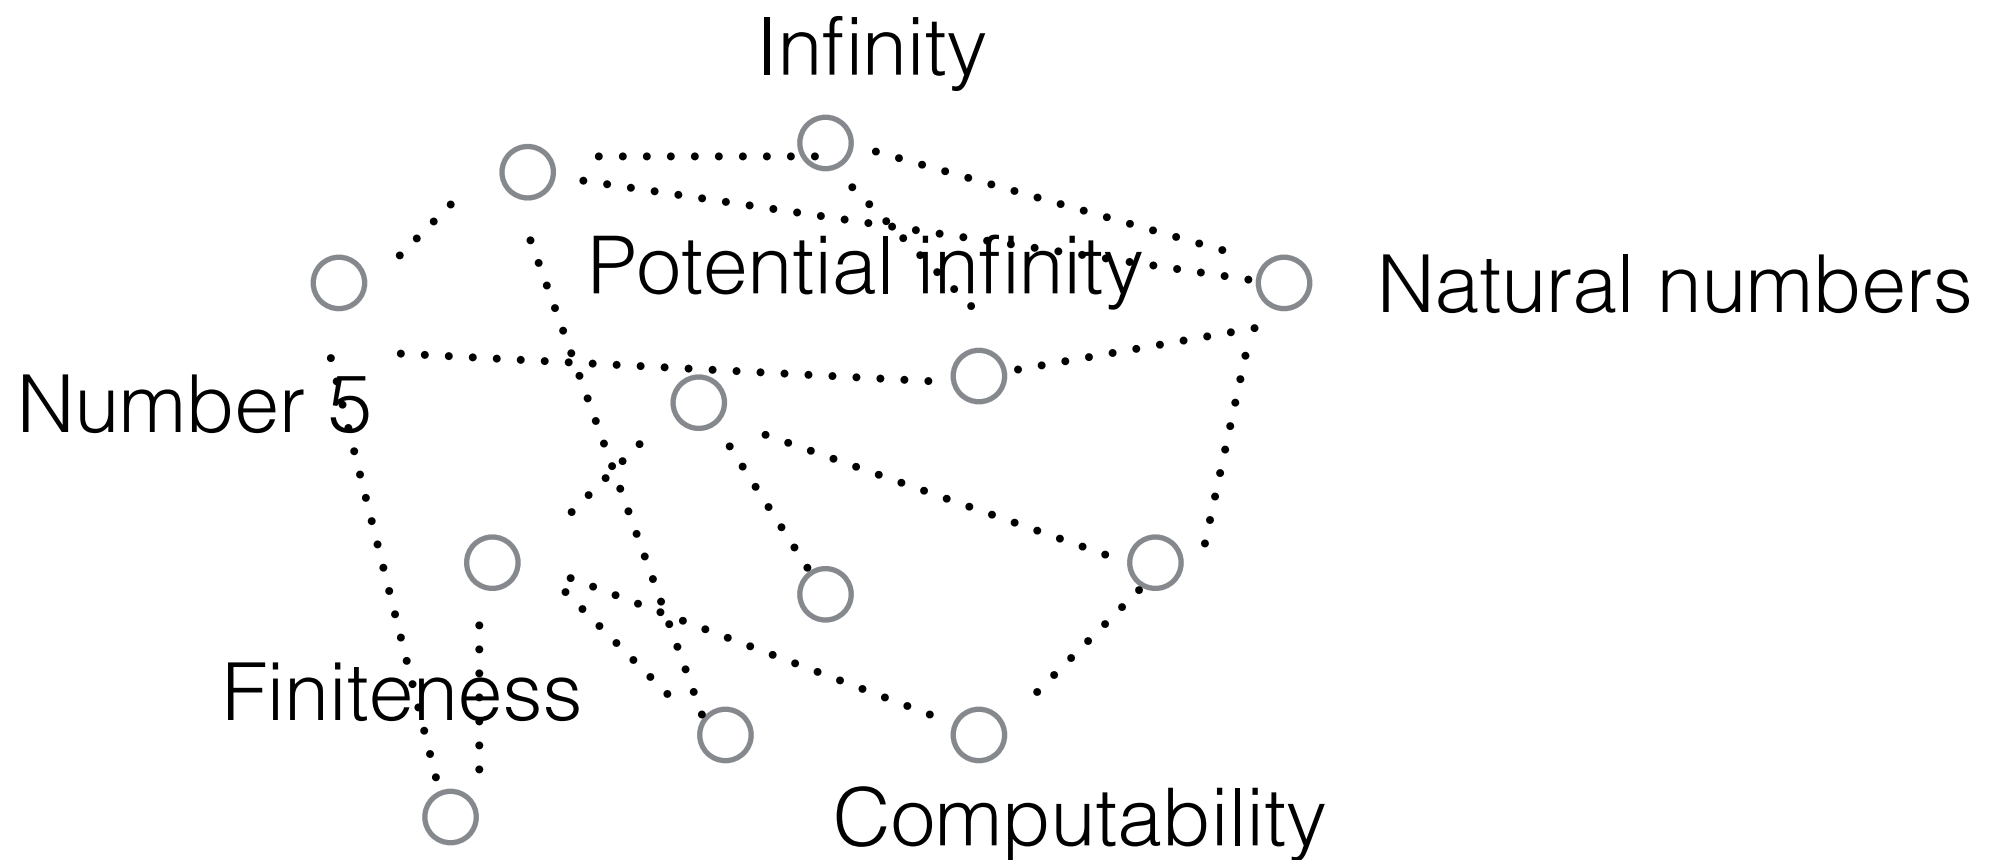 Infinity
Potential infinity
Natural numbers
Number 5
Finiteness
Computability